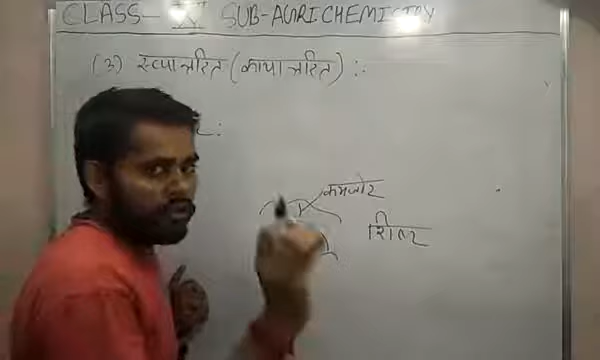 CLASS- XI SUB-AGRICHEMISTRY
(3) रूपान्तरित (कायान्तरित) :-
कमजोर